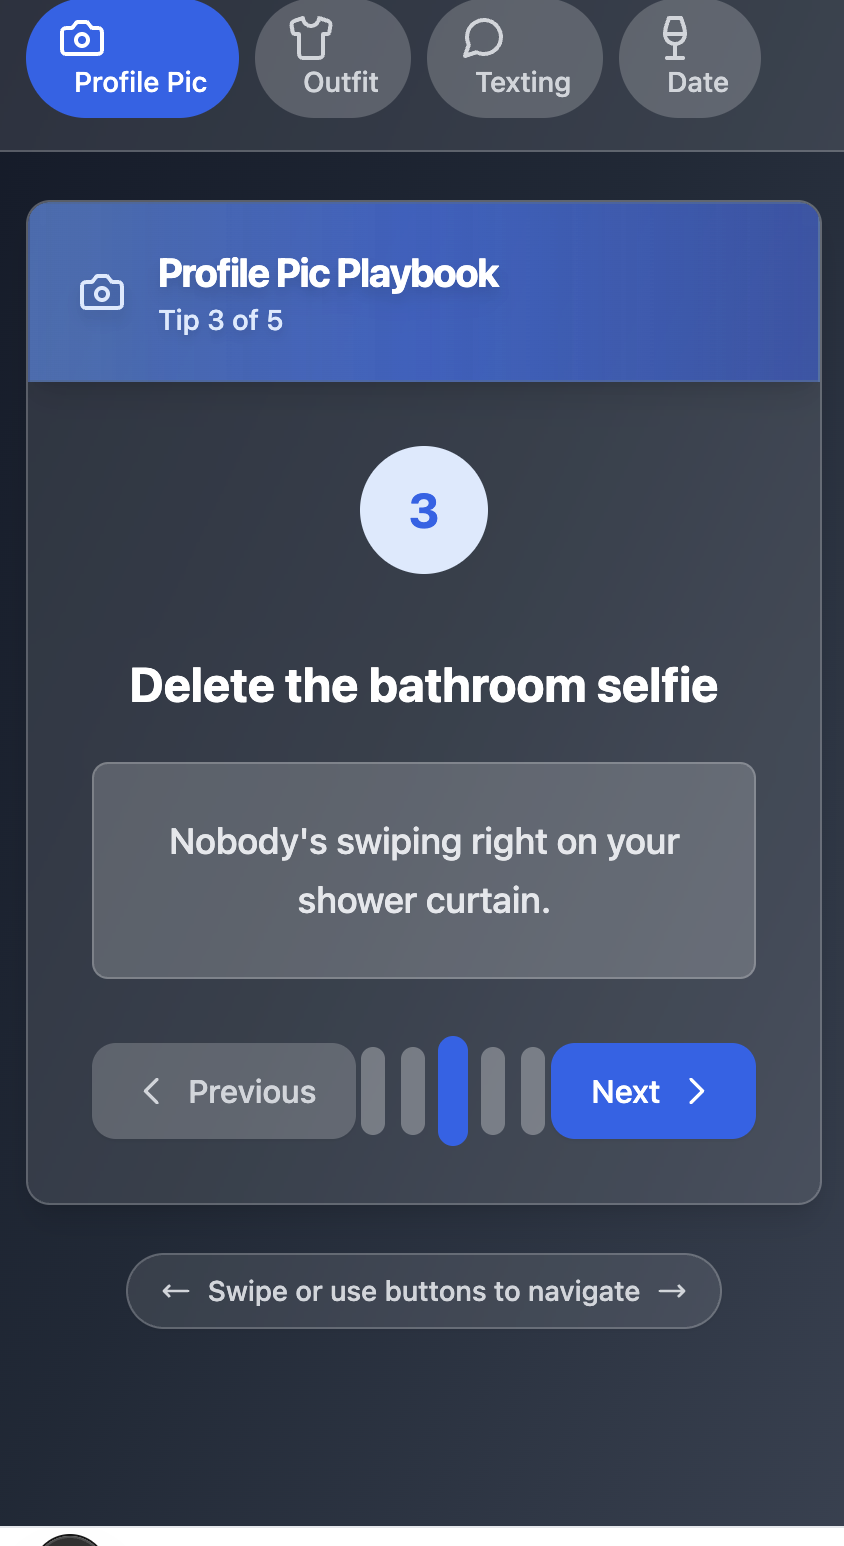 Profile Pic
Outfit
Texting
Date
Profile Pic Playbook
Tip 3 of 5
3
Delete the bathroom selfie
Nobody's swiping right on your
shower curtain.
Previous
Next
← Swipe or use buttons to navigate →